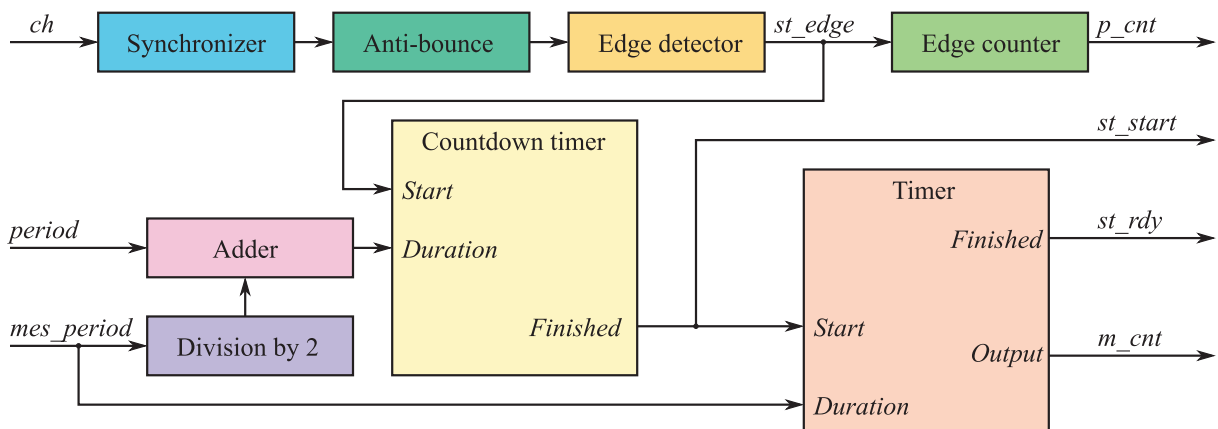 ch
Synchronizer
Anti-bounce
Edge detector
st_edge
Edge counter
p_cnt
Countdown timer
st_start
Start
Timer
period
Adder
Duration
Finished
st_rdy
mes_period
Division by 2
Finished
Start
Output
m_cnt
Duration